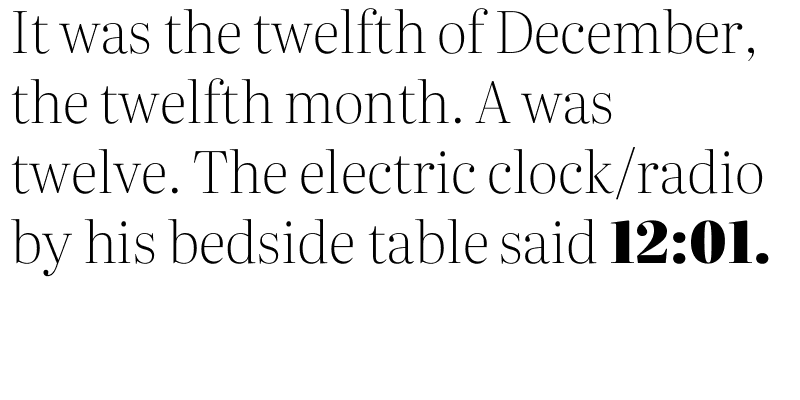 It was the twelfth of December,
the twelfth month. A was
twelve. The electric clock/radio
by his bedside table said 12:01.